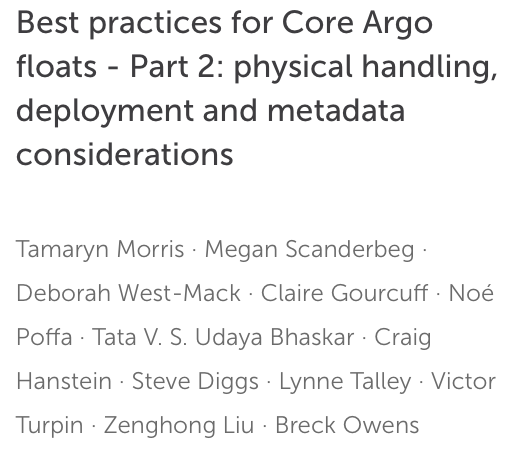 Best practices for Core Argo
floats - Part 2: physical handling,
deployment and metadata
considerations
Tamaryn Morris · Megan Scanderbeg ·
Deborah West-Mack · Claire Gourcuff · Noé
Poffa · Tata V. S. Udaya Bhaskar · Craig
Hanstein · Steve Diggs · Lynne Talley · Victor
Turpin · Zenghong Liu · Breck Owens